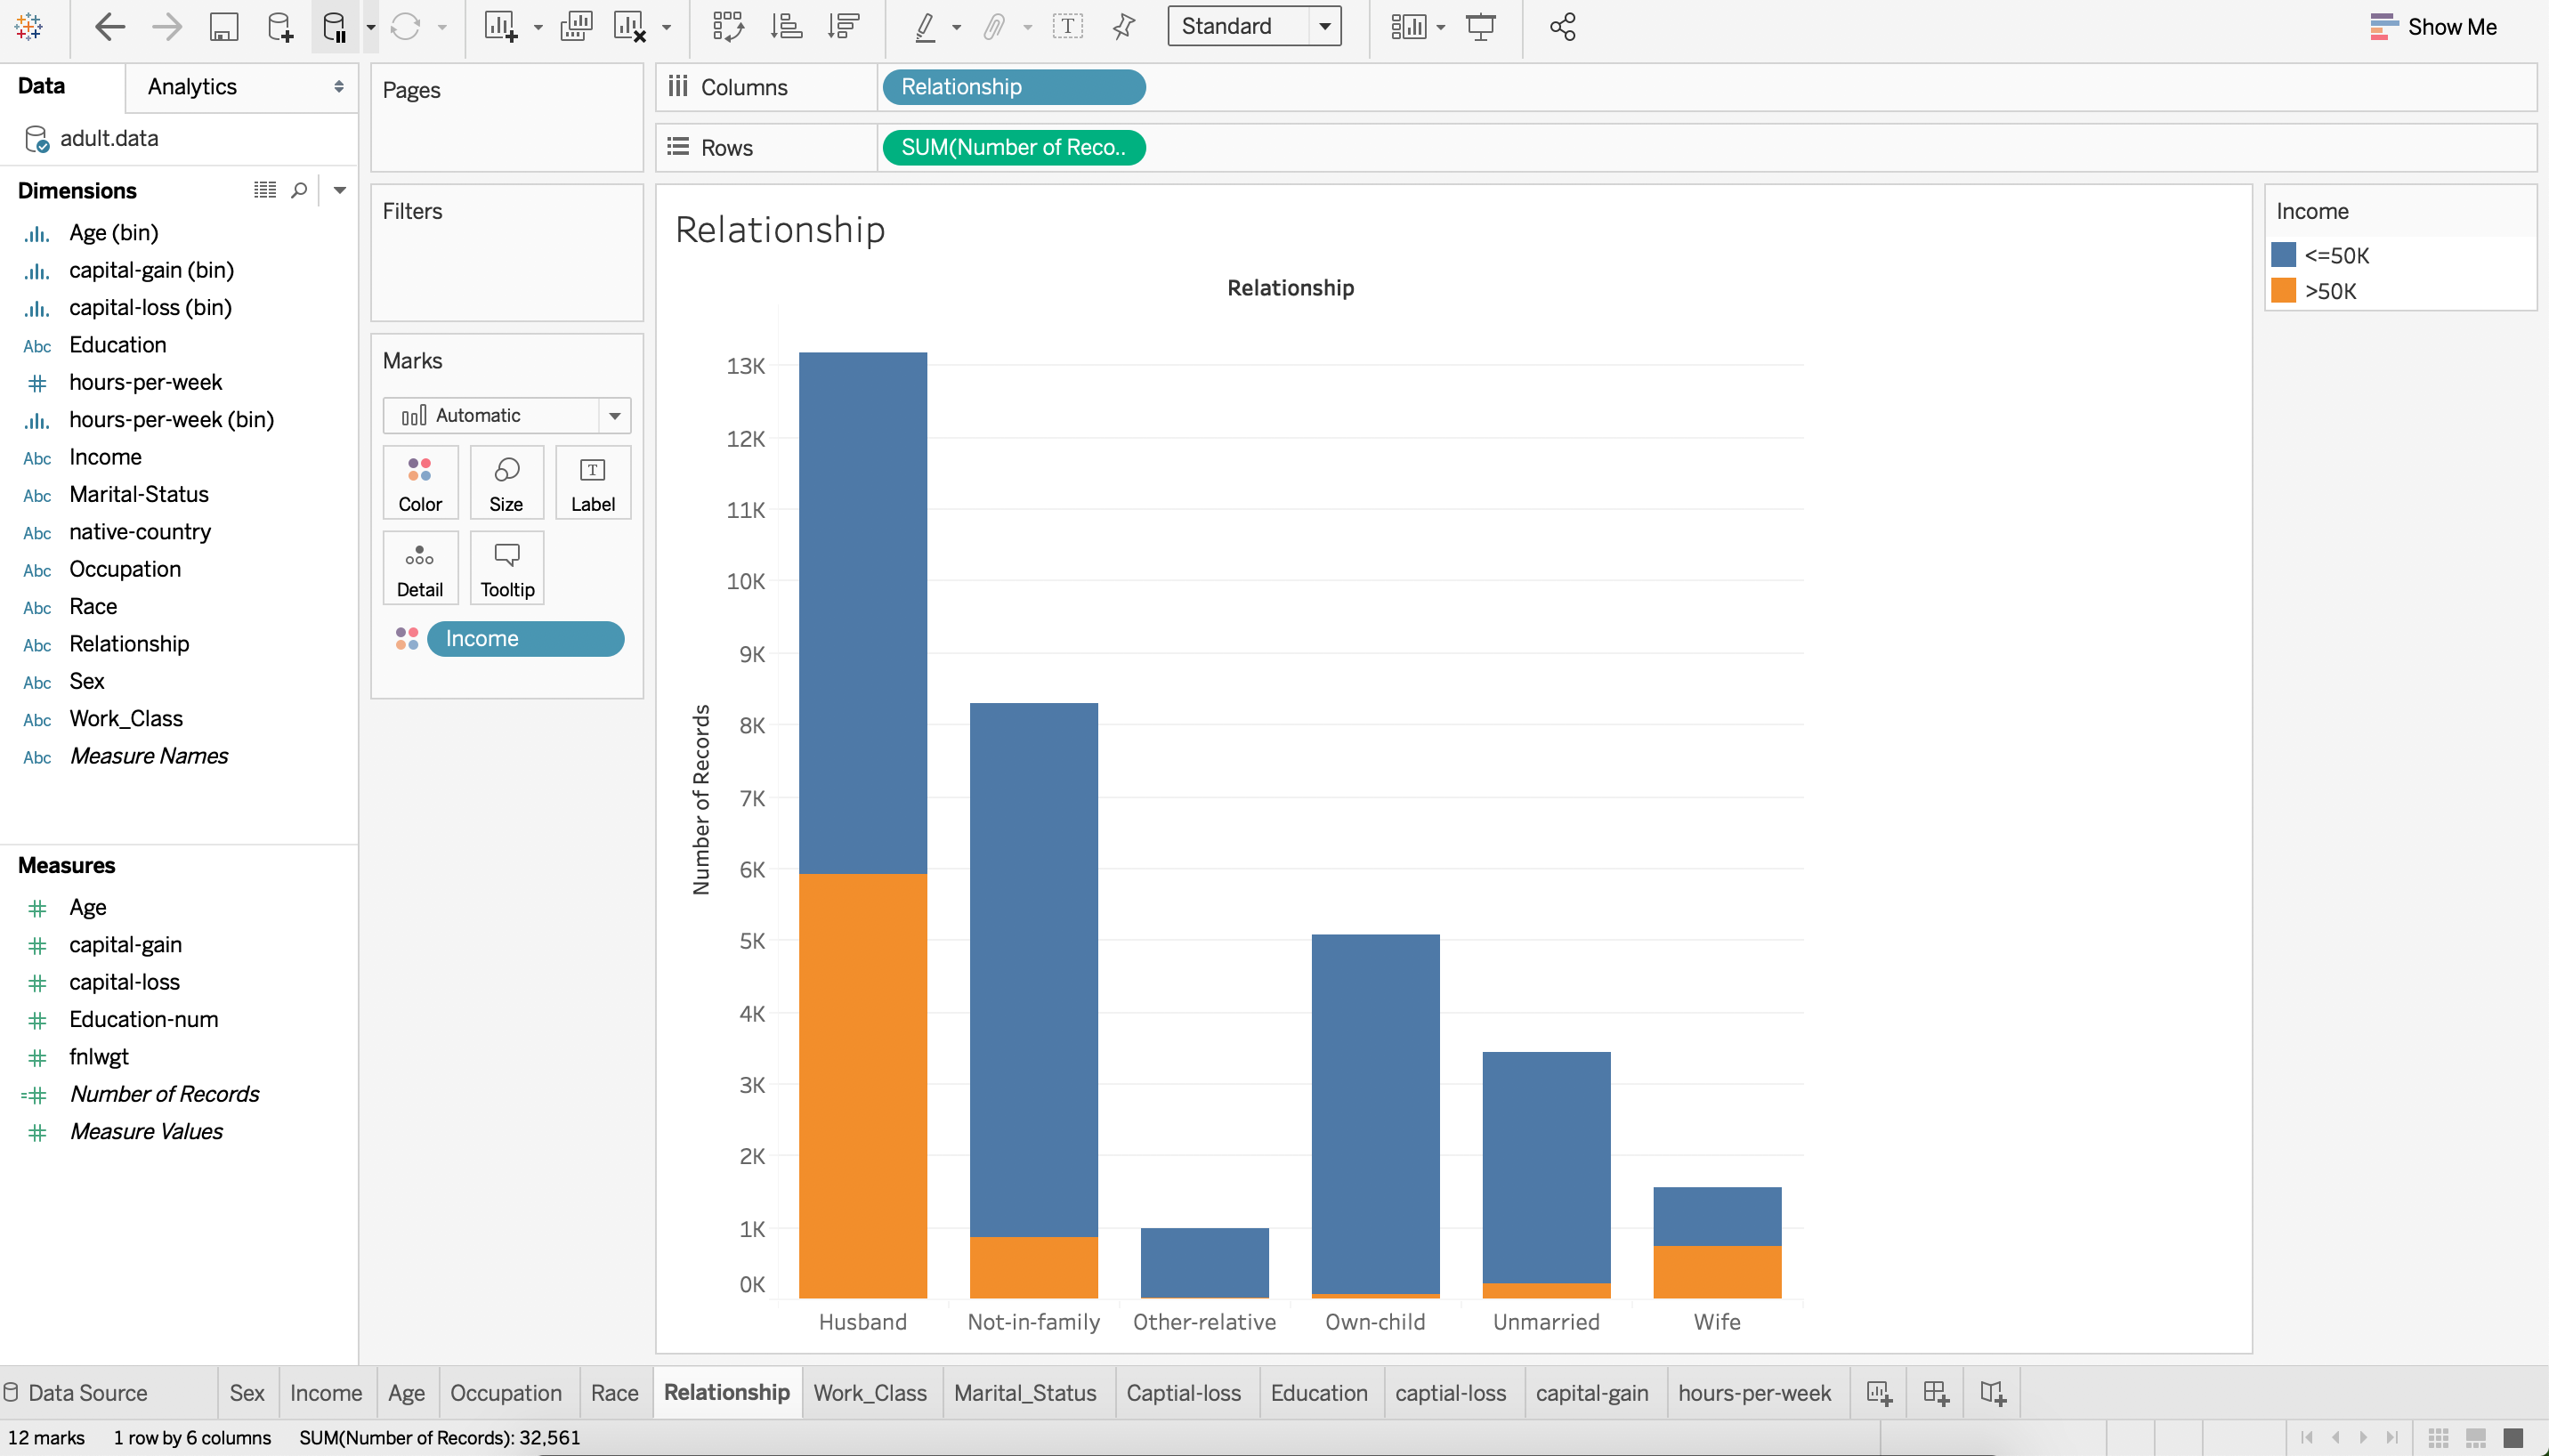 Standard
Show Me
Data
Analytics
adult.data
Dimensions
Age (bin)
capital-gain (bin)
capital-loss (bin)
Abc Education
hours-per-week
hours-per-week (bin)
Abc Income
Abc Marital-Status
Abc native-country
Abc Occupation
Abc Race
Abc Relationship
Abc Sex
Abc Work_Class
Abc Measure Names
Measures
# Age
# capital-gain
# capital-loss
# Education-num
# fnlwgt
=# Number of Records
# Measure Values
Pages
Filters
Marks
Automatic
Color
Size
Label
Detail
Tooltip
Income
Columns
Relationship
Rows
SUM(Number of Reco..
Relationship
Relationship
Number of Records
13K
12K
11K
10K
9K
8K
7K
6K
5K
4K
3K
2K
1K
0K
Husband
Not-in-family
Other-relative
Own-child
Unmarried
Wife
Income
<=50K
>50K
Data Source
Sex
Income
Age
Occupation
Race
Relationship
Work_Class
Marital_Status
Captial-loss
Education
captial-loss
capital-gain
hours-per-week
12 marks
1 row by 6 columns
SUM(Number of Records): 32,561